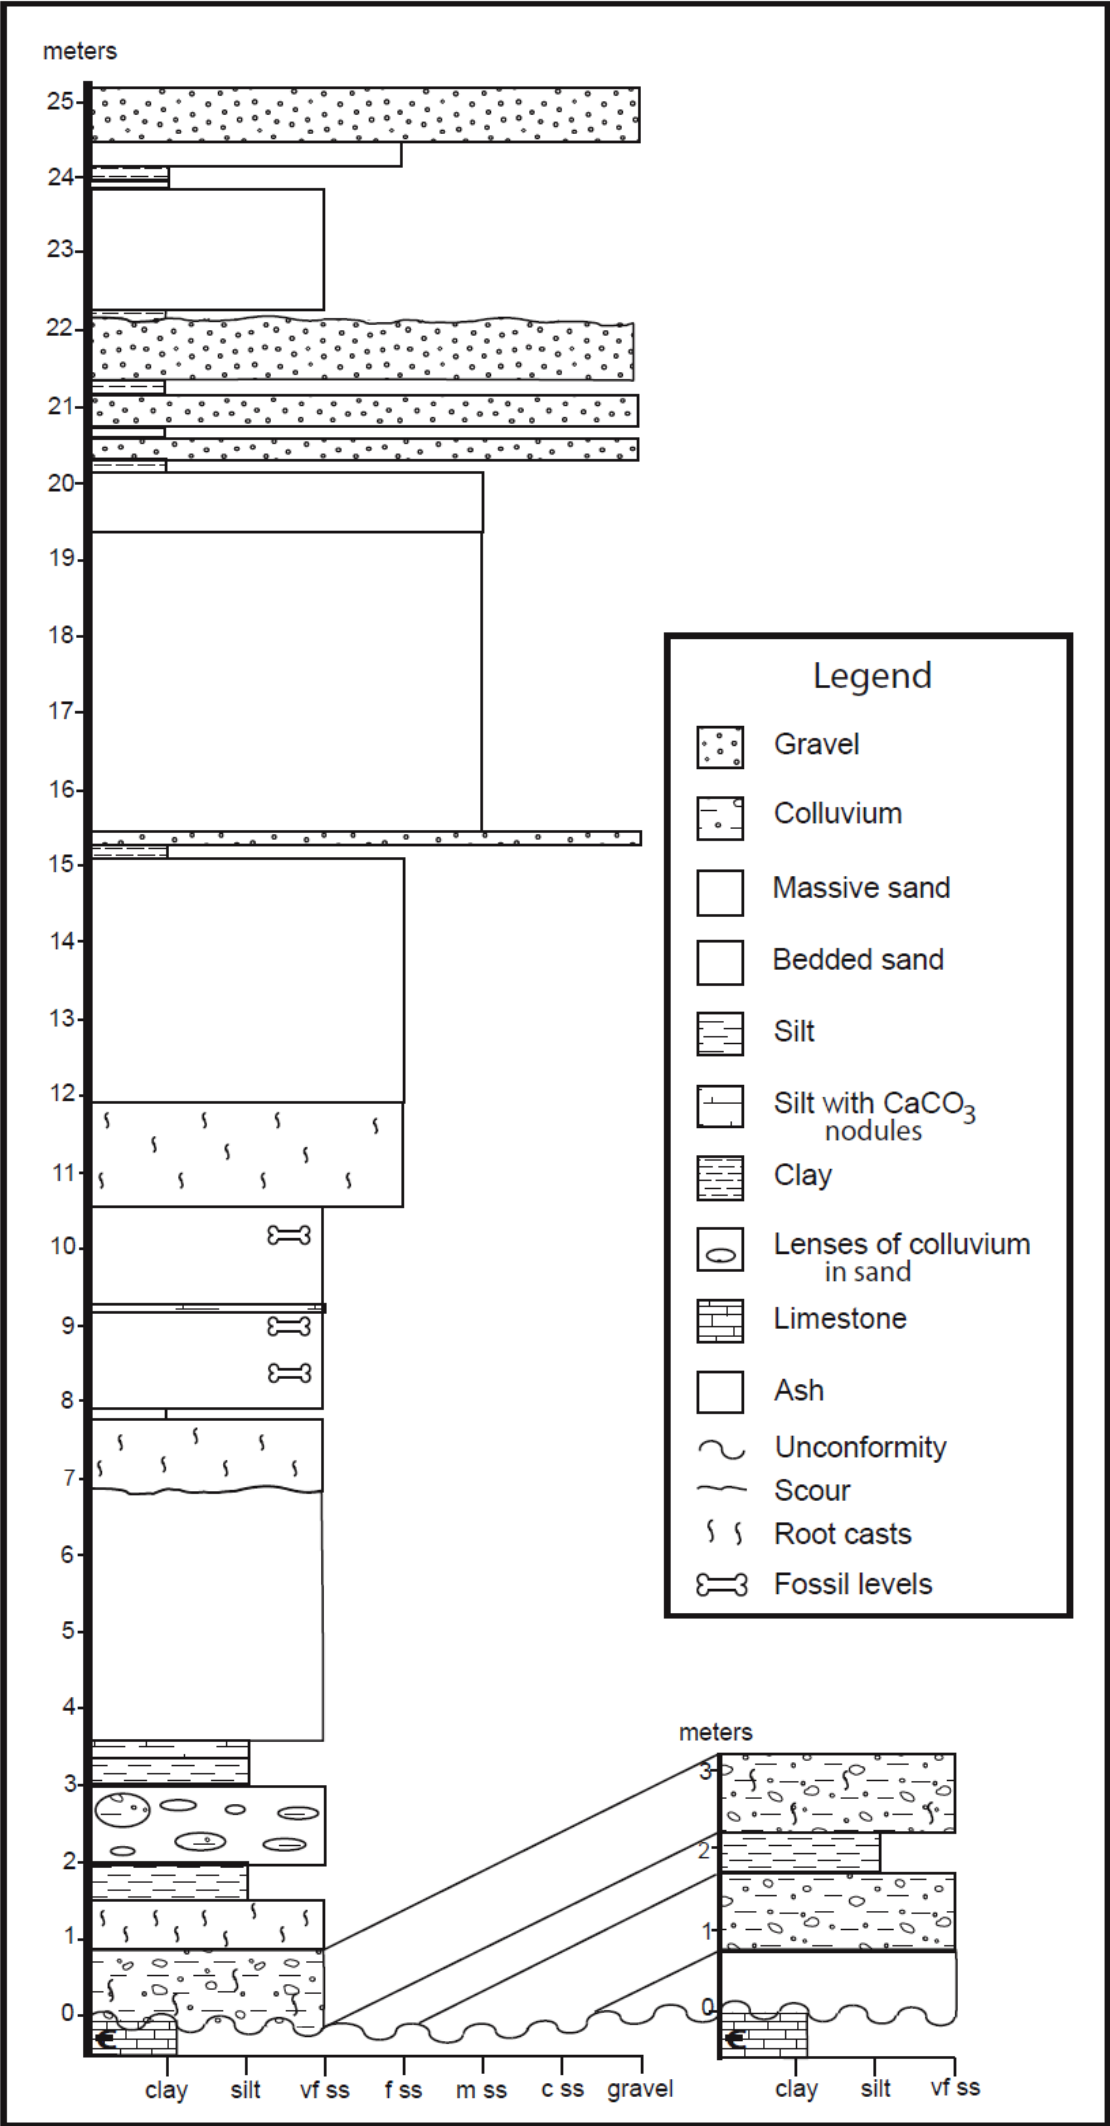 meters
25
24
23
22
21
20
19
18
17
16
15
14
13
12
11
10
9
8
7
6
5
4
3
2
1
0
€
clay silt vf ss f ss m ss c ss gravel
Legend
Gravel
Colluvium
Massive sand
Bedded sand
Silt
Silt with CaCO3
nodules
Clay
Lenses of colluvium
in sand
Limestone
Ash
Unconformity
Scour
Root casts
Fossil levels
meters
3
2
1
0
€
clay silt vf ss